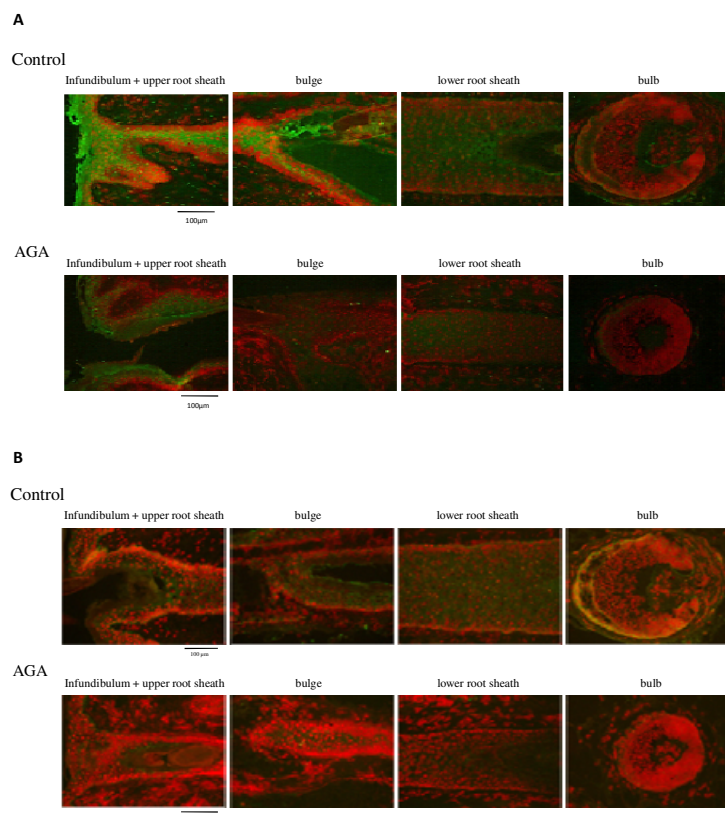 A
Control
Infundibulum + upper root sheath bulge lower root sheath bulb
100μm
AGA
Infundibulum + upper root sheath bulge lower root sheath bulb
100μm
B
Control
Infundibulum + upper root sheath bulge lower root sheath bulb
100 μm
AGA
Infundibulum + upper root sheath bulge lower root sheath bulb